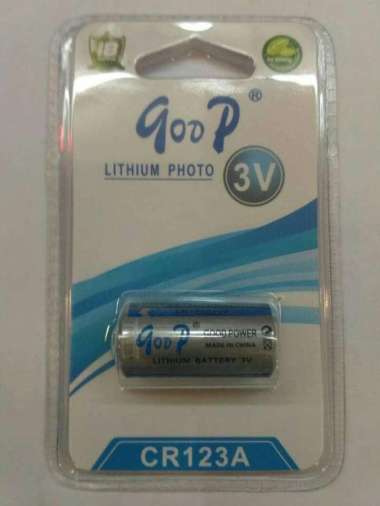 gooP ®
LITHIUM PHOTO
3V
gooP ®
GOOD POWER
MADE IN CHINA
LITHIUM BATTERY 3V
CR123A